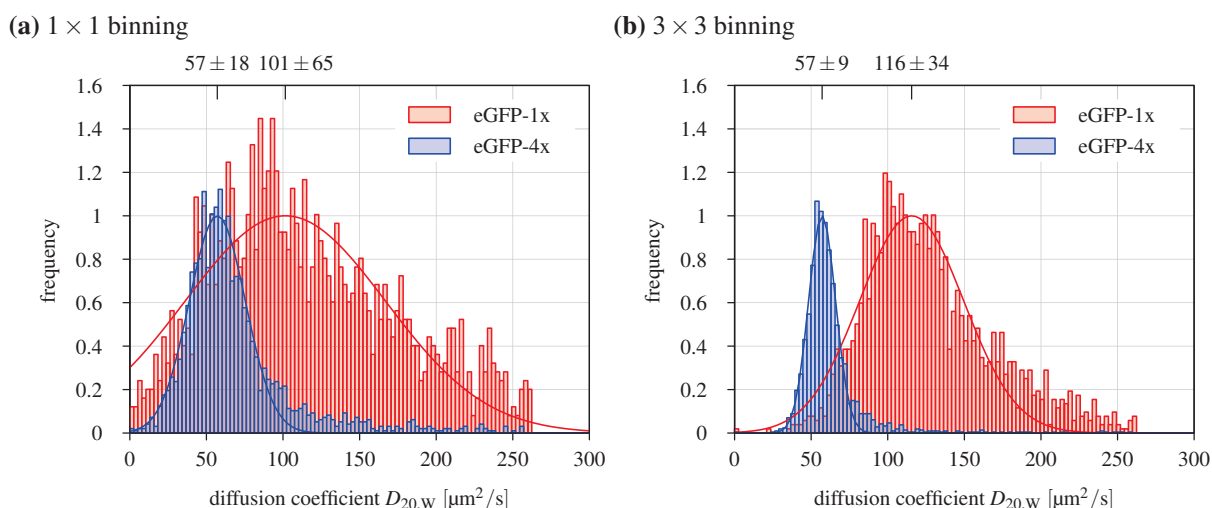 (a) 1 × 1 binning
57 ± 18 101 ± 65
1.6
1.4
1.2
1
0.8
0.6
0.4
0.2
0
frequency
eGFP-1x
eGFP-4x
0 50 100 150 200 250 300
diffusion coefficient D20,W [µm²/s]
(b) 3 × 3 binning
57 ± 9 116 ± 34
1.6
1.4
1.2
1
0.8
0.6
0.4
0.2
0
frequency
eGFP-1x
eGFP-4x
0 50 100 150 200 250 300
diffusion coefficient D20,W [µm²/s]